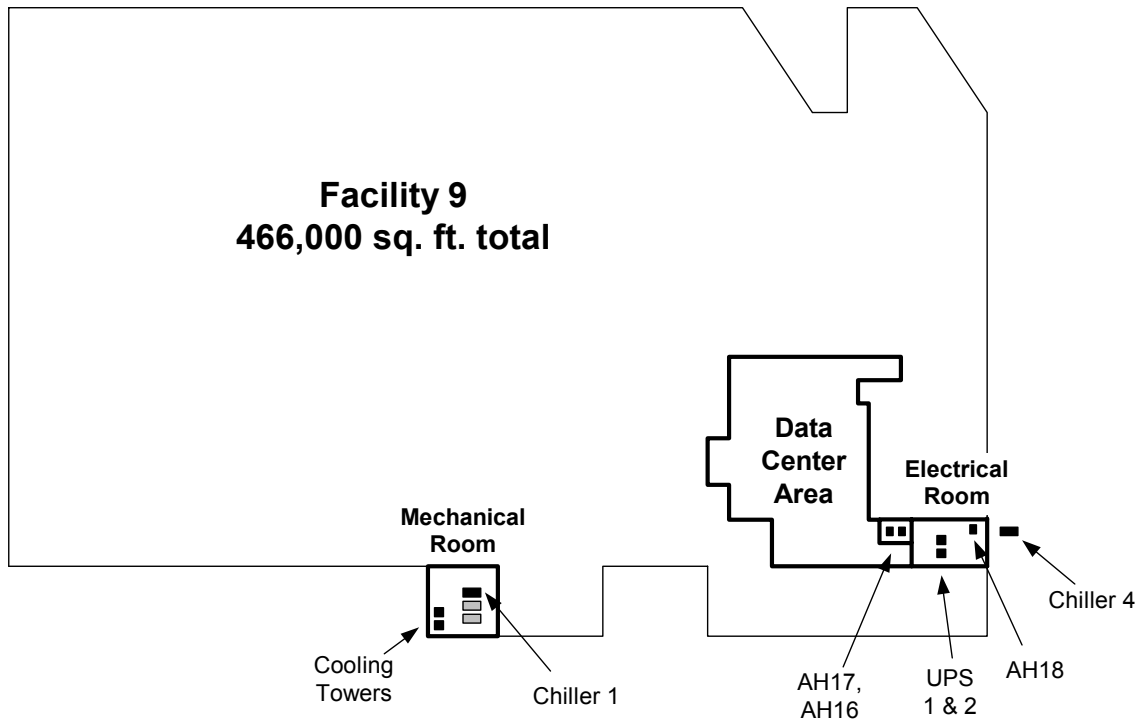 Facility 9
466,000 sq. ft. total
Data
Center
Area
Electrical
Room
Mechanical
Room
Chiller 4
Cooling
Towers
Chiller 1
AH17,
AH16
UPS
1 & 2
AH18